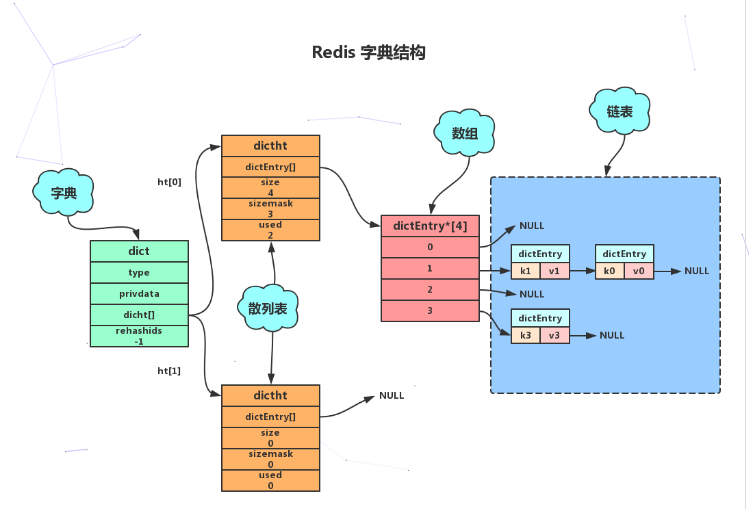 Redis 字典结构
链表
数组
字典
散列表
ht[0]
ht[1]
dict
type
privdata
dicht[]
rehashids
-1
dictht
dictEntry[]
size
4
sizemask
3
used
2
dictht
dictEntry[]
size
0
sizemask
0
used
0
NULL
dictEntry*[4]
0
1
2
3
NULL
dictEntry
k1 v1
dictEntry
k0 v0
NULL
NULL
dictEntry
k3 v3
NULL